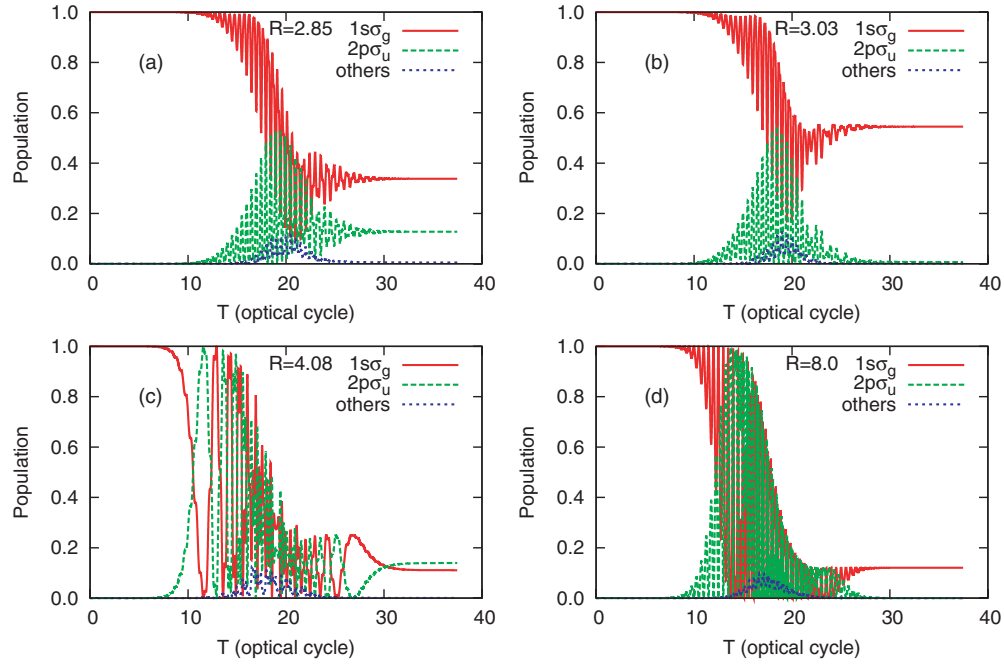 1.0
0.8
0.6
0.4
0.2
0.0
Population
(a)
R=2.85 1sσg
2pσu
others
0 10 20 30 40
T (optical cycle)
1.0
0.8
0.6
0.4
0.2
0.0
Population
(b)
R=3.03 1sσg
2pσu
others
0 10 20 30 40
T (optical cycle)
1.0
0.8
0.6
0.4
0.2
0.0
Population
(c)
R=4.08 1sσg
2pσu
others
0 10 20 30 40
T (optical cycle)
1.0
0.8
0.6
0.4
0.2
0.0
Population
(d)
R=8.0 1sσg
2pσu
others
0 10 20 30 40
T (optical cycle)